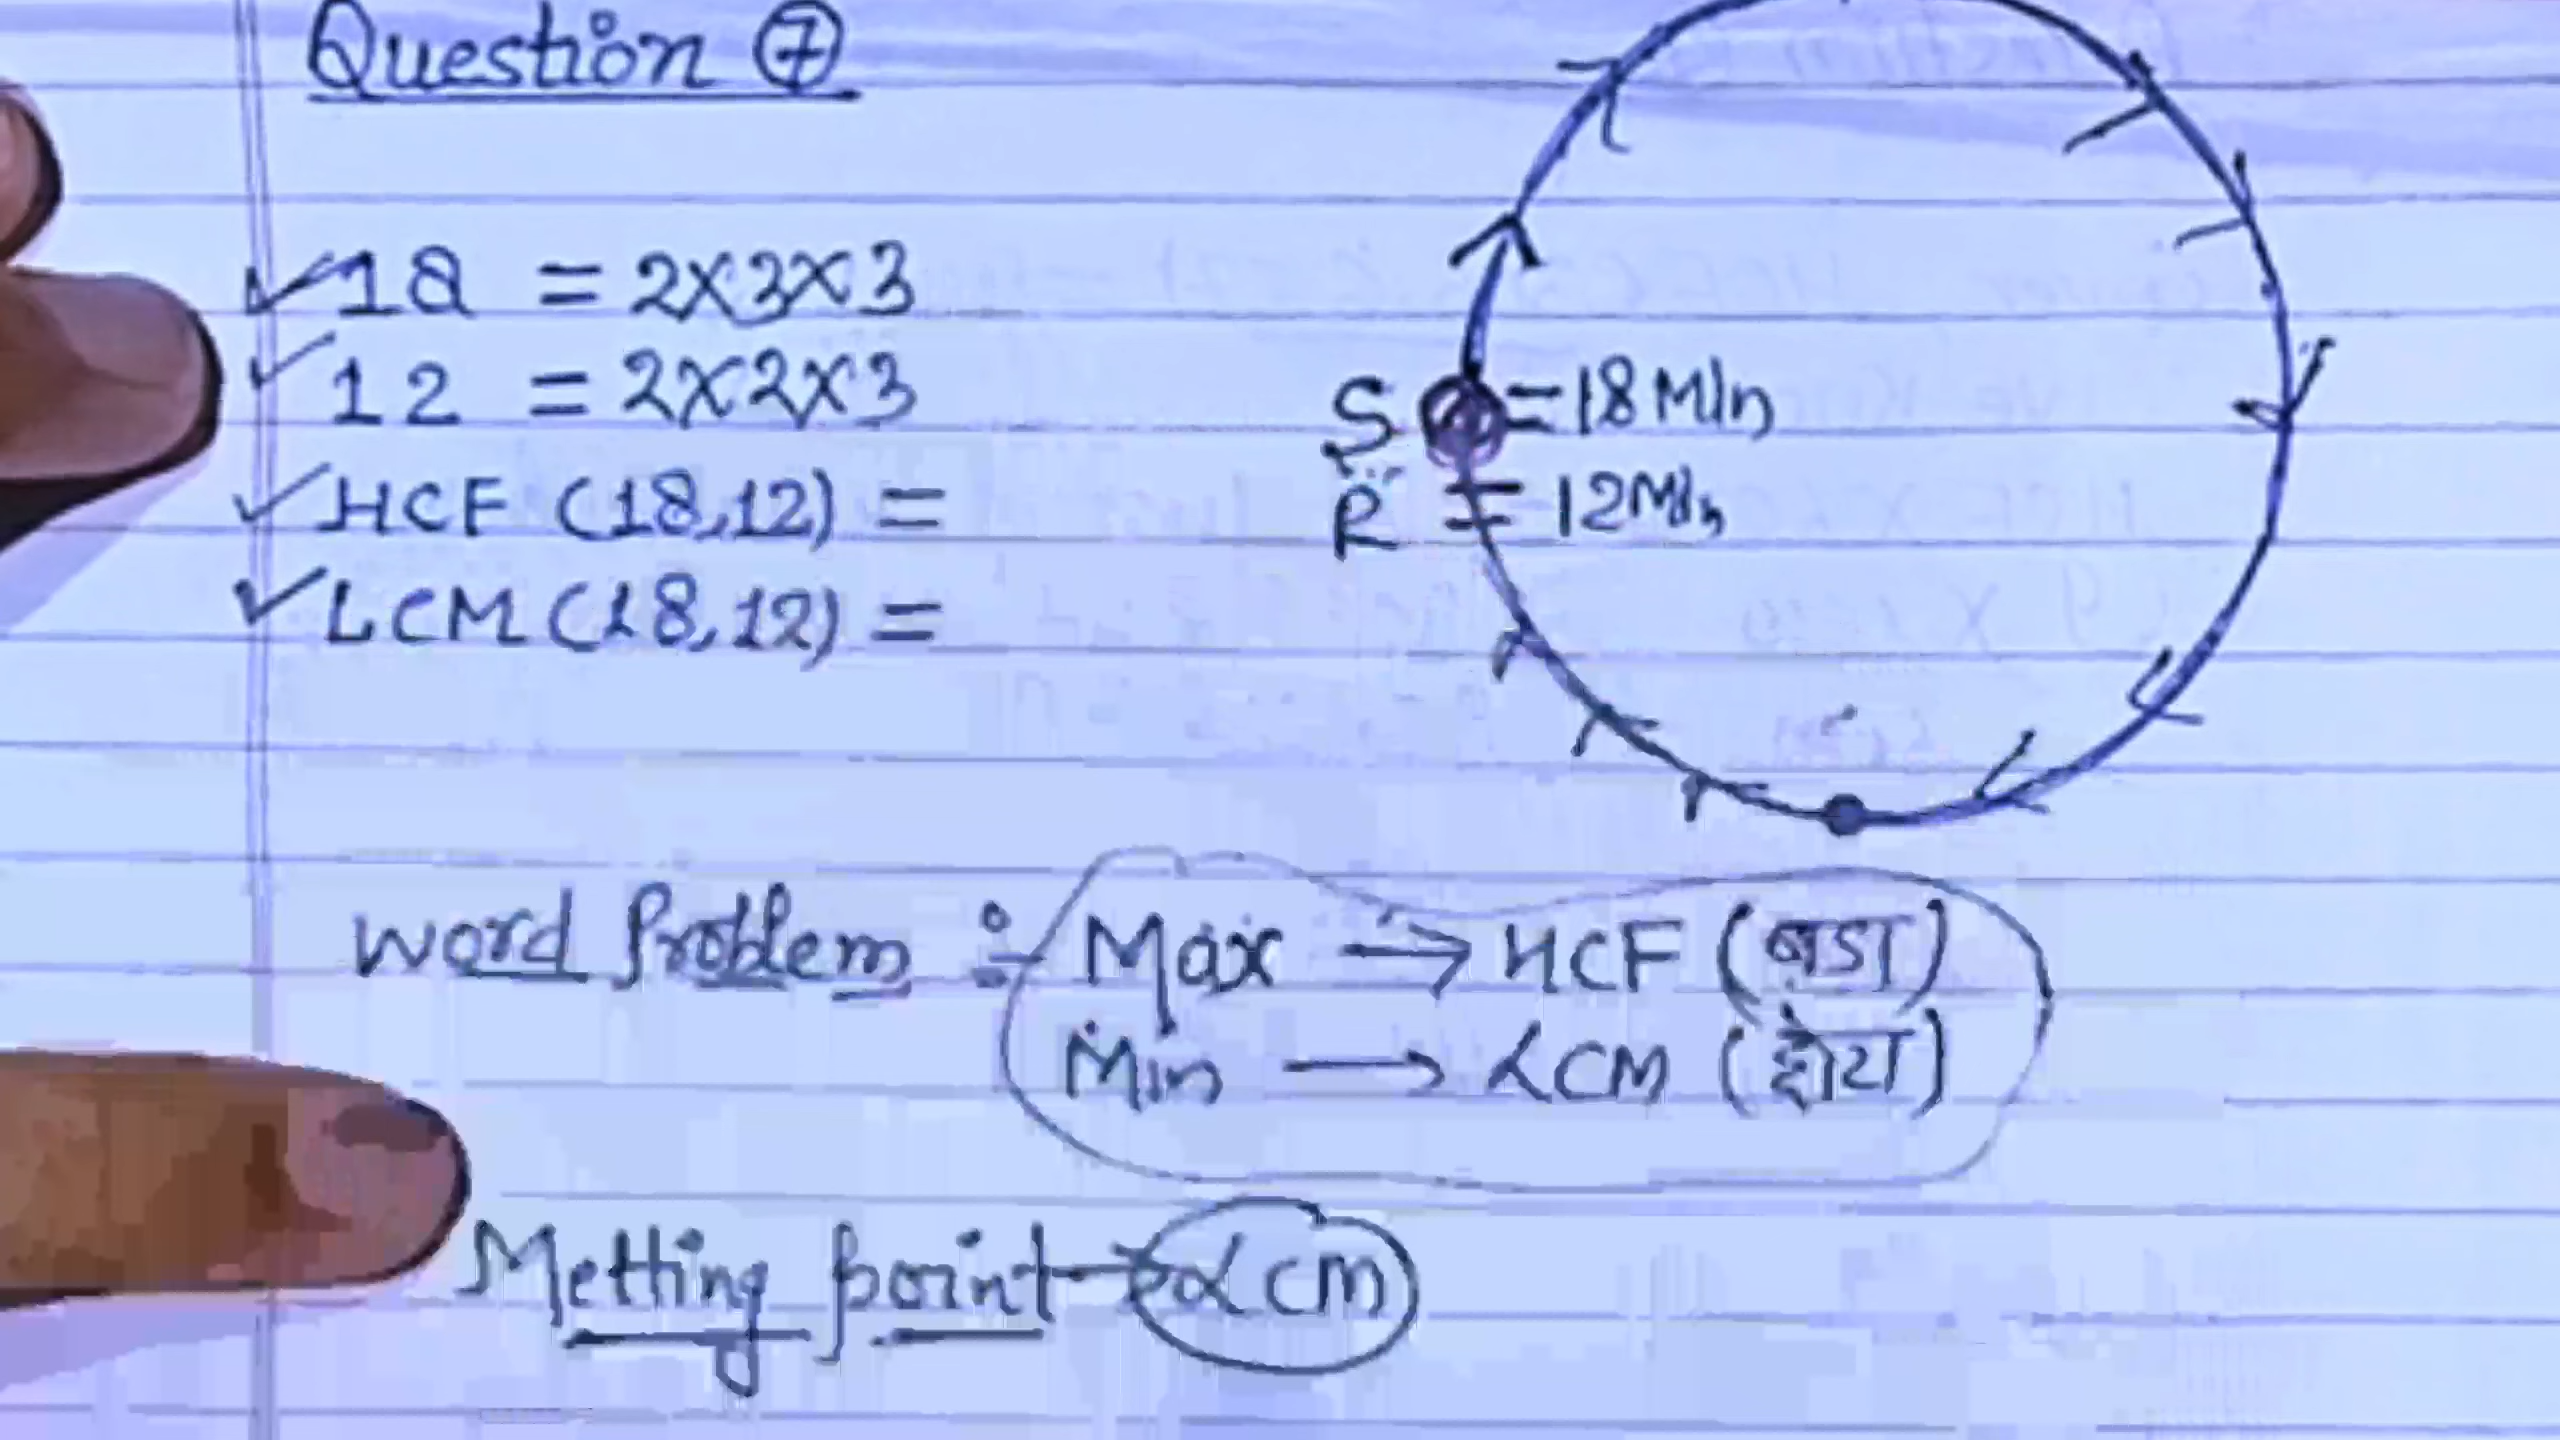 Question 7
18 = 2x3x3
12 = 2x2x3
HCF (18,12) =
LCM (18,12) =
S = 18 Min
R = 12 Min
Word Problem ÷ Max → HCF (बडा)
Min → LCM (छोटा)
Metting point → LCM